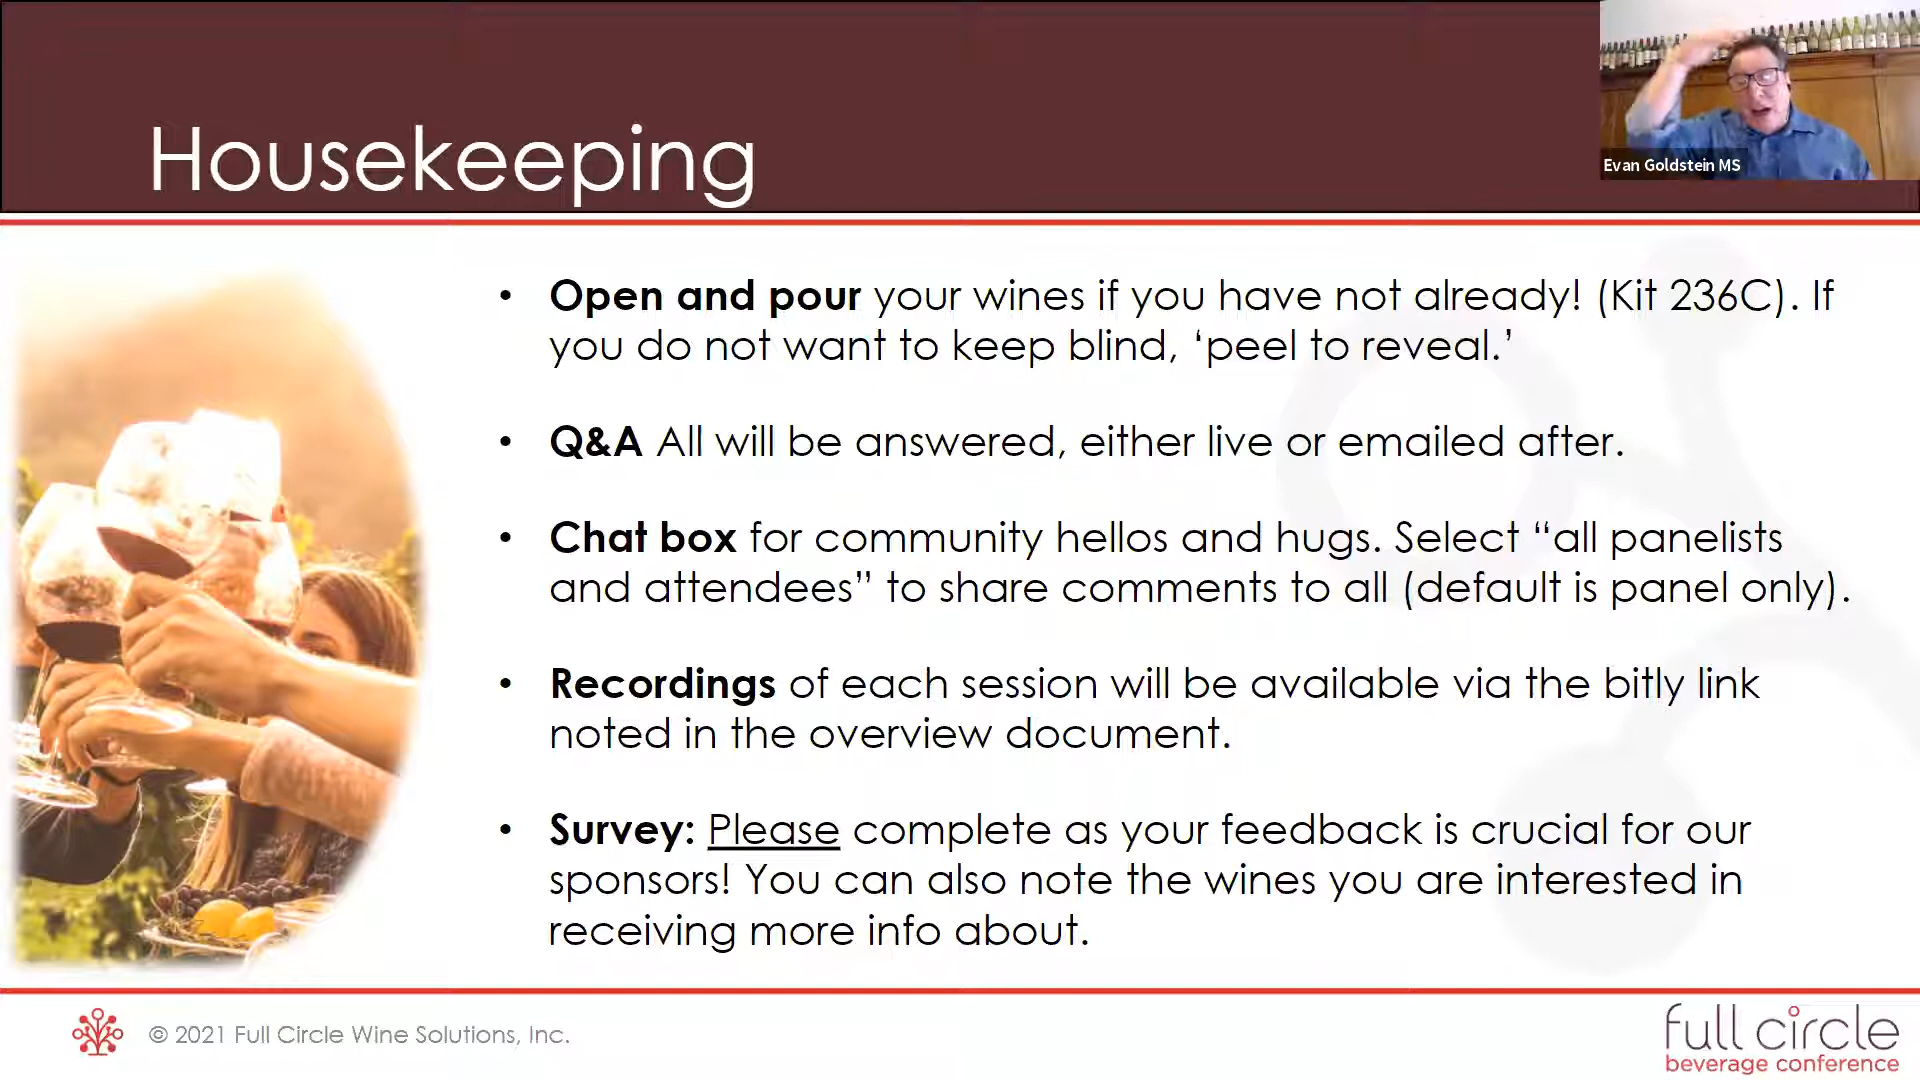 Housekeeping
Evan Goldstein MS
• Open and pour your wines if you have not already! (Kit 236C). If
you do not want to keep blind, ‘peel to reveal.’
• Q&A All will be answered, either live or emailed after.
• Chat box for community hellos and hugs. Select “all panelists
and attendees” to share comments to all (default is panel only).
• Recordings of each session will be available via the bitly link
noted in the overview document.
• Survey: Please complete as your feedback is crucial for our
sponsors! You can also note the wines you are interested in
receiving more info about.
© 2021 Full Circle Wine Solutions, Inc.
full circle
beverage conference